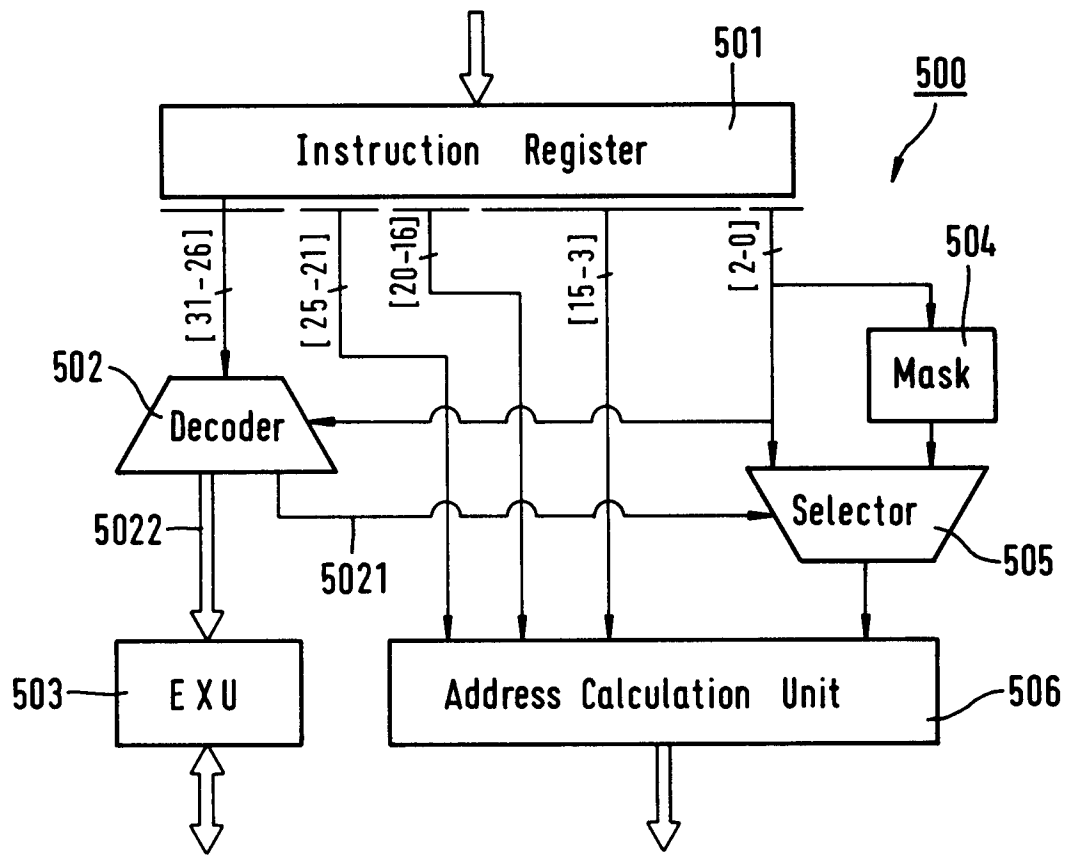 501
500
Instruction Register
[31-26]
[25-21]
[20-16]
[15-3]
[2-0]
504
Mask
502
Decoder
Selector
505
5022
5021
503
EXU
Address Calculation Unit
506